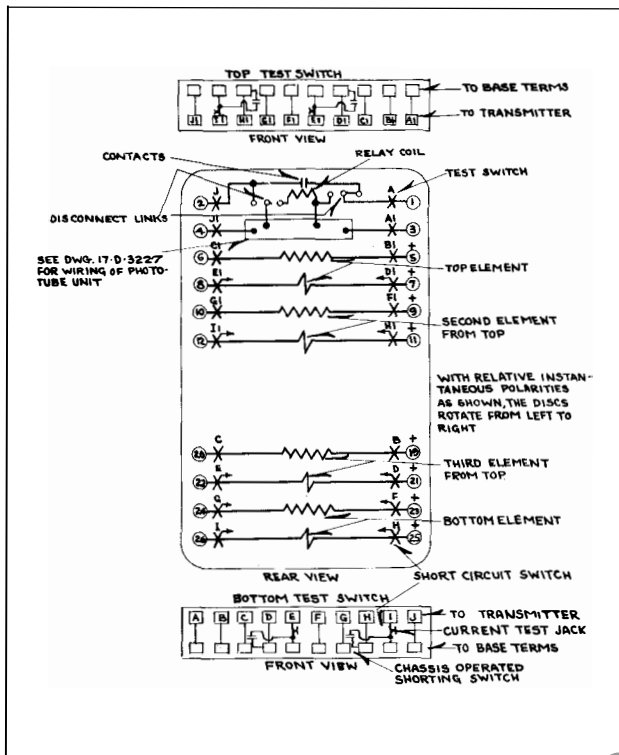 TOP TEST SWITCH
TO BASE TERMS
TO TRANSMITTER
J1 I1 H1 G1 F1 E1 D1 C1 B1 A1
FRONT VIEW
CONTACTS
RELAY COIL
TEST SWITCH
J A
2 1
DISCONNECT LINKS
J1 A1
4 3
SEE DWG. 17-D-3227
FOR WIRING OF PHOTO-
TUBE UNIT
C1 B1 +
6 5
TOP ELEMENT
E1 D1 +
8 7
G1 F1 +
10 9
SECOND ELEMENT
FROM TOP
I1 H1 +
12 11
WITH RELATIVE INSTAN-
TANEOUS POLARITIES
AS SHOWN, THE DISCS
ROTATE FROM LEFT TO
RIGHT
C B +
20 19
THIRD ELEMENT
FROM TOP
E D +
22 21
G F +
24 23
BOTTOM ELEMENT
I H +
26 25
REAR VIEW
SHORT CIRCUIT SWITCH
BOTTOM TEST SWITCH
A B C D E F G H I J
TO TRANSMITTER
CURRENT TEST JACK
TO BASE TERMS
FRONT VIEW
CHASSIS OPERATED
SHORTING SWITCH